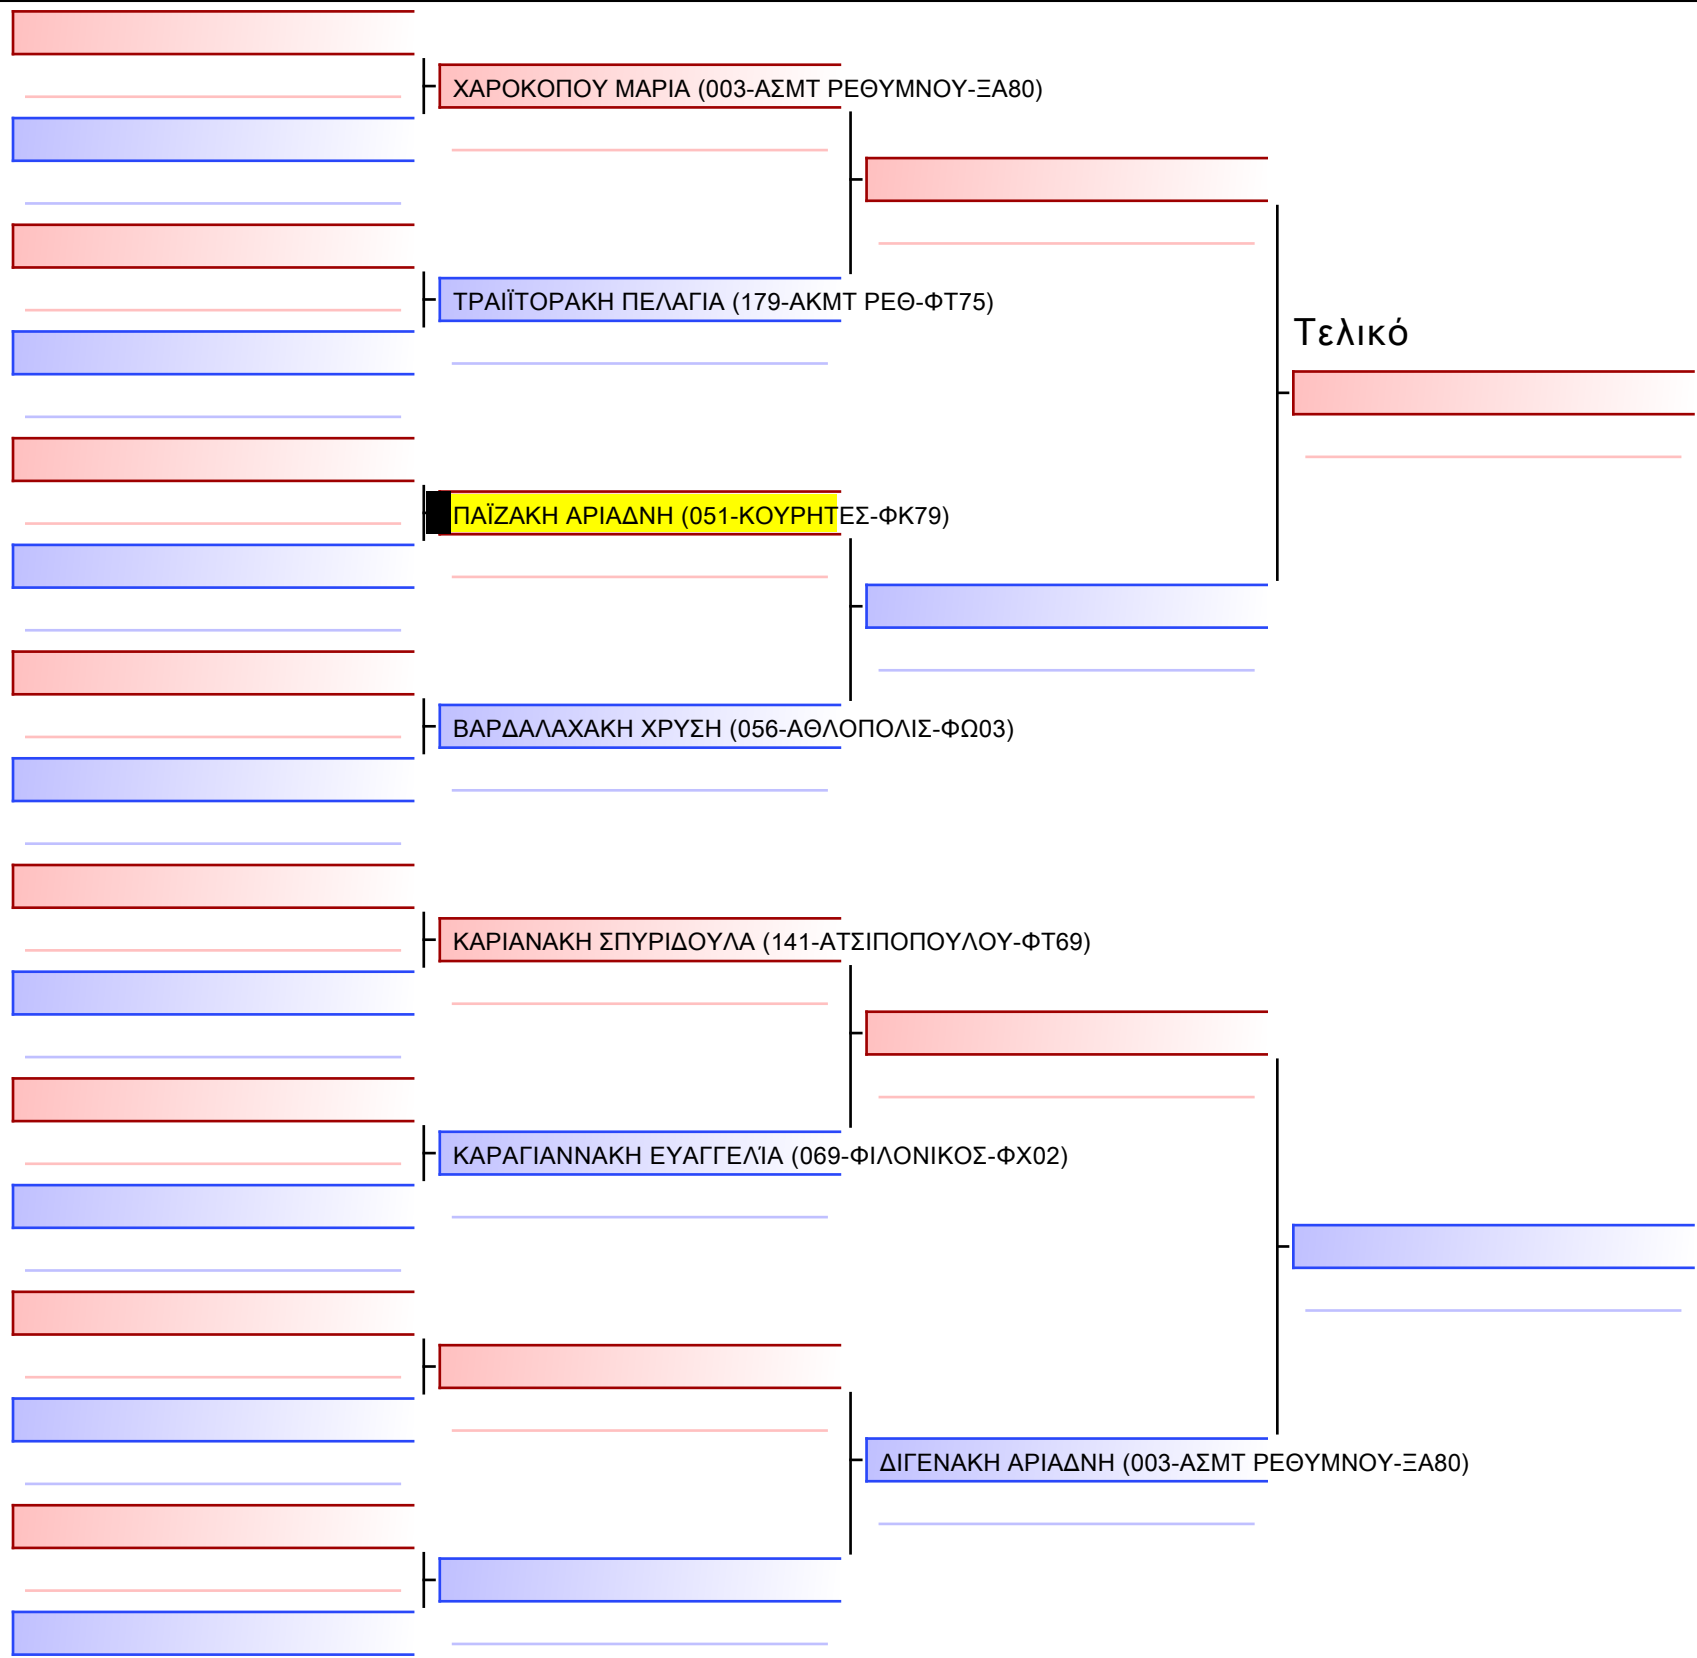 ΧΑΡΟΚΟΠΟΥ ΜΑΡΙΑ (003-ΑΣΜΤ ΡΕΘΥΜΝΟΥ-ΞΑ80)
ΤΡΑΙΪΤΟΡΑΚΗ ΠΕΛΑΓΙΑ (179-ΑΚΜΤ ΡΕΘ-ΦΤ75)
Τελικό
ΠΑΪΖΑΚΗ ΑΡΙΑΔΝΗ (051-ΚΟΥΡΗΤΕΣ-ΦΚ79)
ΒΑΡΔΑΛΑΧΑΚΗ ΧΡΥΣΗ (056-ΑΘΛΟΠΟΛΙΣ-ΦΩ03)
ΚΑΡΙΑΝΑΚΗ ΣΠΥΡΙΔΟΥΛΑ (141-ΑΤΣΙΠΟΠΟΥΛΟΥ-ΦΤ69)
ΚΑΡΑΓΙΑΝΝΑΚΗ ΕΥΑΓΓΕΛΊΑ (069-ΦΙΛΟΝΙΚΟΣ-ΦΧ02)
ΔΙΓΕΝΑΚΗ ΑΡΙΑΔΝΗ (003-ΑΣΜΤ ΡΕΘΥΜΝΟΥ-ΞΑ80)